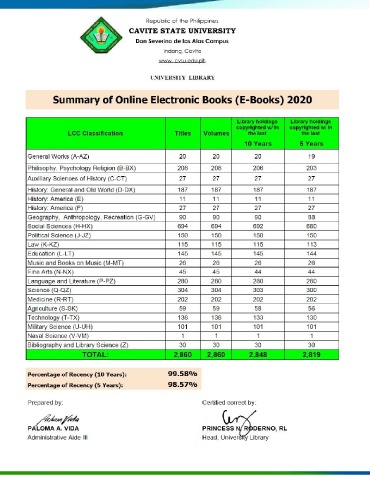 Republic of the Philippines
CAVITE STATE UNIVERSITY
Don Severino de las Alas Campus
Indang, Cavite
www.cvsu.edu.ph
UNIVERSITY LIBRARY
Summary of Online Electronic Books (E-Books) 2020
LCC Classification Titles Volumes Library holdings copyrighted w/ in the last 10 Years Library holdings copyrighted w/ in the last 5 Years
General Works (A-AZ) 20 20 20 19
Philosophy, Psychology Religion (B-BX) 208 208 206 203
Auxiliary Sciences of History (C-CT) 27 27 27 27
History: General and Old World (D-DX) 187 187 187 187
History: America (E) 11 11 11 11
History: America (F) 27 27 27 27
Geography, Anthropology, Recreation (G-GV) 90 90 90 88
Social Sciences (H-HX) 694 694 692 680
Political Science (J-JZ) 150 150 150 150
Law (K-KZ) 115 115 115 113
Education (L-LT) 145 145 145 144
Music and Books on Music (M-MT) 26 26 26 26
Fine Arts (N-NX) 45 45 44 44
Language and Literature (P-PZ) 280 280 280 280
Science (Q-QZ) 304 304 303 300
Medicine (R-RT) 202 202 202 202
Agriculture (S-SK) 59 59 58 56
Technology (T-TX) 138 138 133 130
Military Science (U-UH) 101 101 101 101
Naval Science (V-VM) 1 1 1 1
Bibliography and Library Science (Z) 30 30 30 30
TOTAL: 2,860 2,860 2,848 2,819
Percentage of Recency (10 Years): 99.58%
Percentage of Recency (5 Years): 98.57%
Prepared by: Certified correct by:
PALOMA A. VIDA PRINCESS N. RODERNO, RL
Administrative Aide III Head, University Library